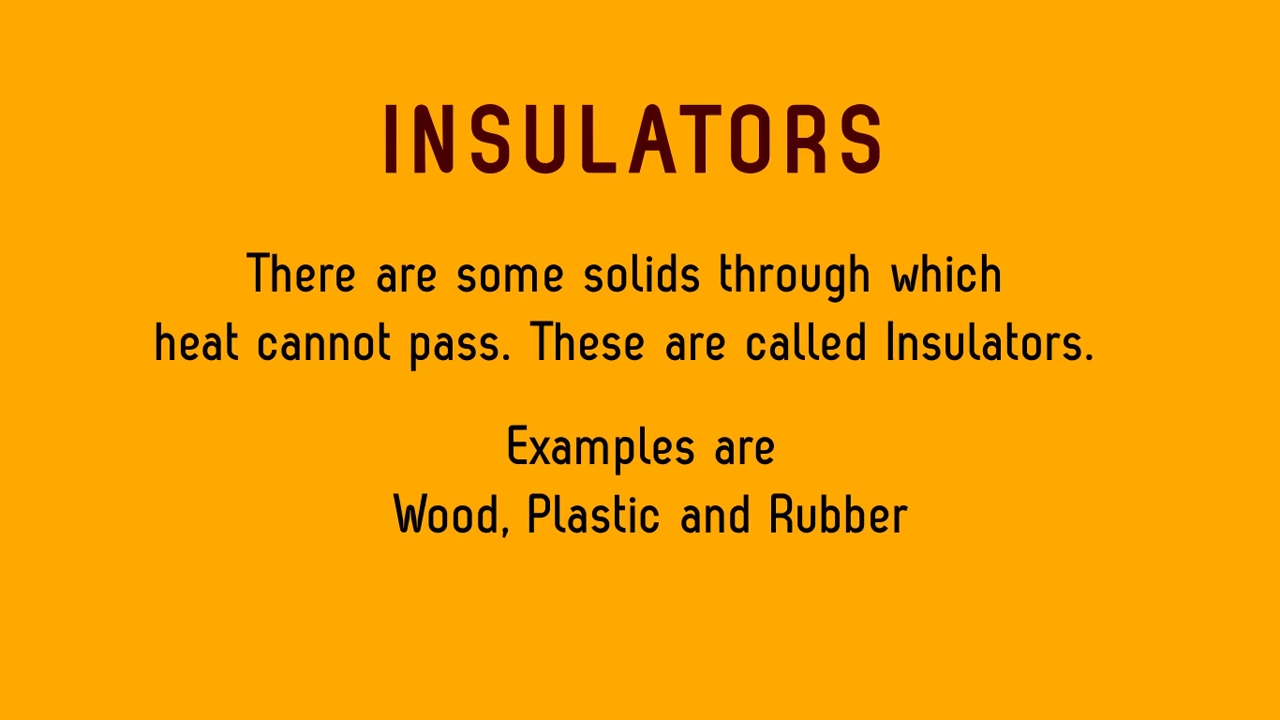 INSULATORS
There are some solids through which
heat cannot pass. These are called Insulators.
Examples are
Wood, Plastic and Rubber